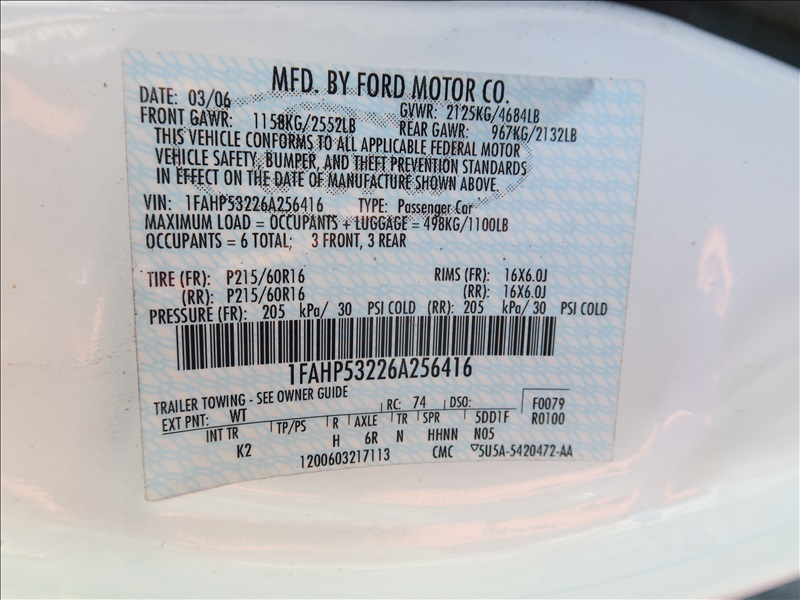 MFD. BY FORD MOTOR CO.
DATE: 03/06 GVWR: 2125KG/4684LB
FRONT GAWR: 1158KG/2552LB REAR GAWR: 967KG/2132LB
THIS VEHICLE CONFORMS TO ALL APPLICABLE FEDERAL MOTOR
VEHICLE SAFETY, BUMPER, AND THEFT PREVENTION STANDARDS
IN EFFECT ON THE DATE OF MANUFACTURE SHOWN ABOVE.
VIN: 1FAHP53226A256416 TYPE: Passenger Car
MAXIMUM LOAD = OCCUPANTS + LUGGAGE = 498KG/1100LB
OCCUPANTS = 6 TOTAL; 3 FRONT, 3 REAR
TIRE (FR): P215/60R16 RIMS (FR): 16X6.0J
(RR): P215/60R16 (RR): 16X6.0J
PRESSURE (FR): 205 kPa/ 30 PSI COLD (RR): 205 kPa/ 30 PSI COLD
1FAHP53226A256416
TRAILER TOWING - SEE OWNER GUIDE
EXT PNT: WT RC: 74 DSO: F0079
R0100
INT TR TP/PS R AXLE TR SPR 5DD1F
K2 H 6R N HHNN N05
1200603217113 CMC ▽5U5A-5420472-AA